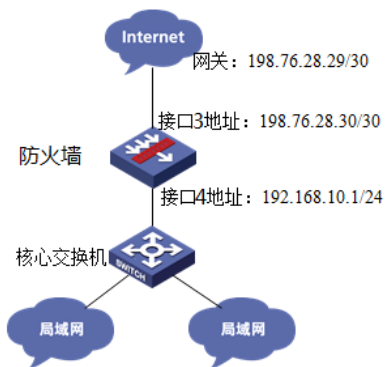 Internet
网关：198.76.28.29/30
接口3地址：198.76.28.30/30
防火墙
接口4地址：192.168.10.1/24
核心交换机
SWITCH
局域网
局域网